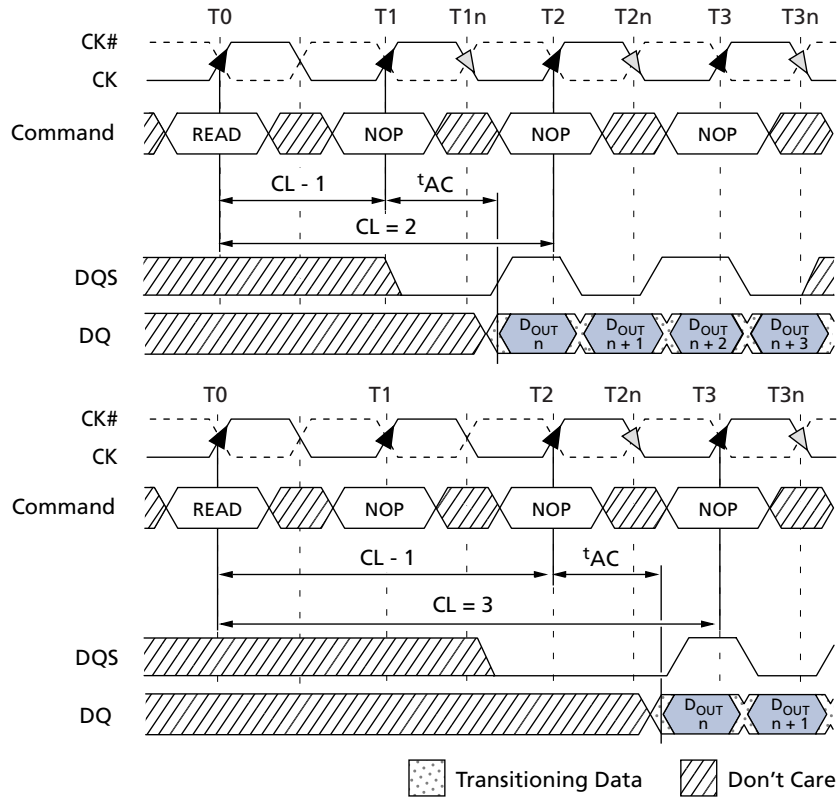 T0 T1 T1n T2 T2n T3 T3n
CK#
CK
Command READ NOP NOP NOP
CL - 1 tAC
CL = 2
DQS
DQ DOUT n DOUT n + 1 DOUT n + 2 DOUT n + 3
T0 T1 T2 T2n T3 T3n
CK#
CK
Command READ NOP NOP NOP
CL - 1 tAC
CL = 3
DQS
DQ DOUT n DOUT n + 1
Transitioning Data Don't Care